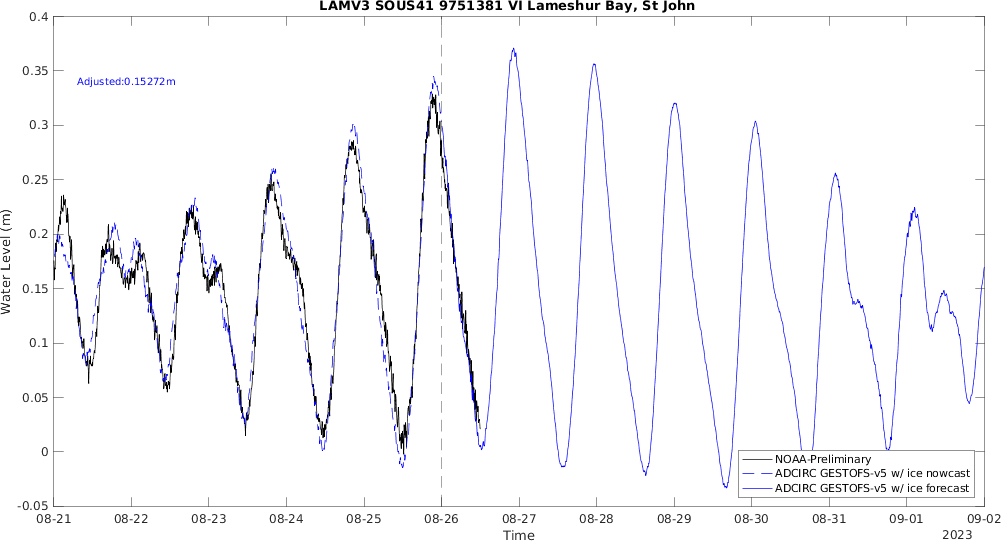 LAMV3 SOUS41 9751381 VI Lameshur Bay, St John
0.4
0.35
0.3
0.25
0.2
0.15
0.1
0.05
0
-0.05
Water Level (m)
Adjusted:0.15272m
NOAA-Preliminary
ADCIRC GESTOFS-v5 w/ ice nowcast
ADCIRC GESTOFS-v5 w/ ice forecast
08-21 08-22 08-23 08-24 08-25 08-26 08-27 08-28 08-29 08-30 08-31 09-01 09-02
Time
2023